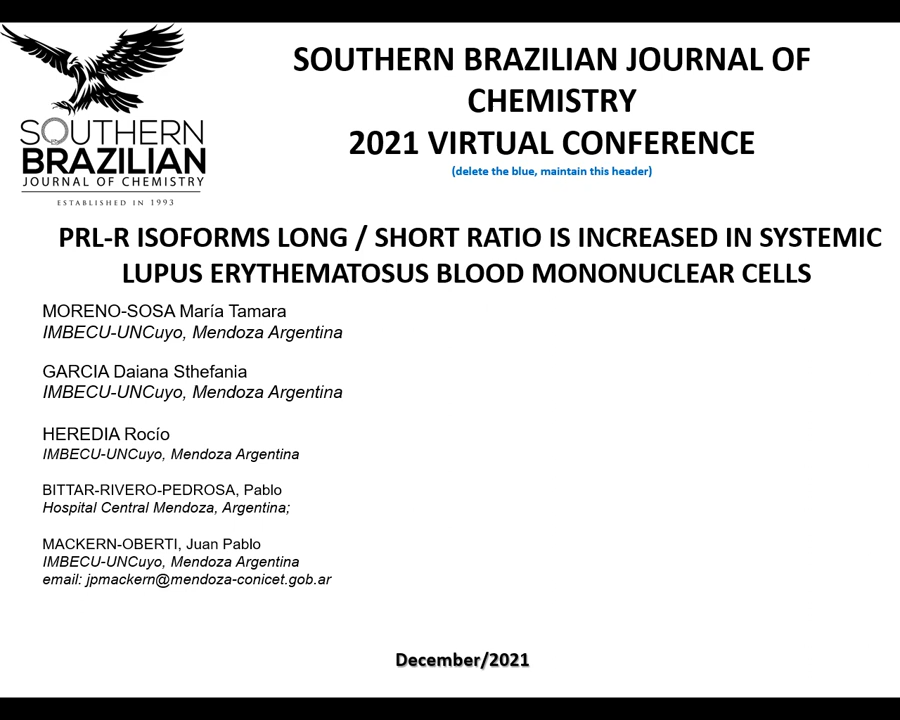 SOUTHERN
BRAZILIAN
JOURNAL OF CHEMISTRY
ESTABLISHED IN 1993
SOUTHERN BRAZILIAN JOURNAL OF
CHEMISTRY
2021 VIRTUAL CONFERENCE
(delete the blue, maintain this header)
PRL-R ISOFORMS LONG / SHORT RATIO IS INCREASED IN SYSTEMIC
LUPUS ERYTHEMATOSUS BLOOD MONONUCLEAR CELLS
MORENO-SOSA María Tamara
IMBECU-UNCuyo, Mendoza Argentina
GARCIA Daiana Sthefania
IMBECU-UNCuyo, Mendoza Argentina
HEREDIA Rocío
IMBECU-UNCuyo, Mendoza Argentina
BITTAR-RIVERO-PEDROSA, Pablo
Hospital Central Mendoza, Argentina;
MACKERN-OBERTI, Juan Pablo
IMBECU-UNCuyo, Mendoza Argentina
email: jpmackern@mendoza-conicet.gob.ar
December/2021